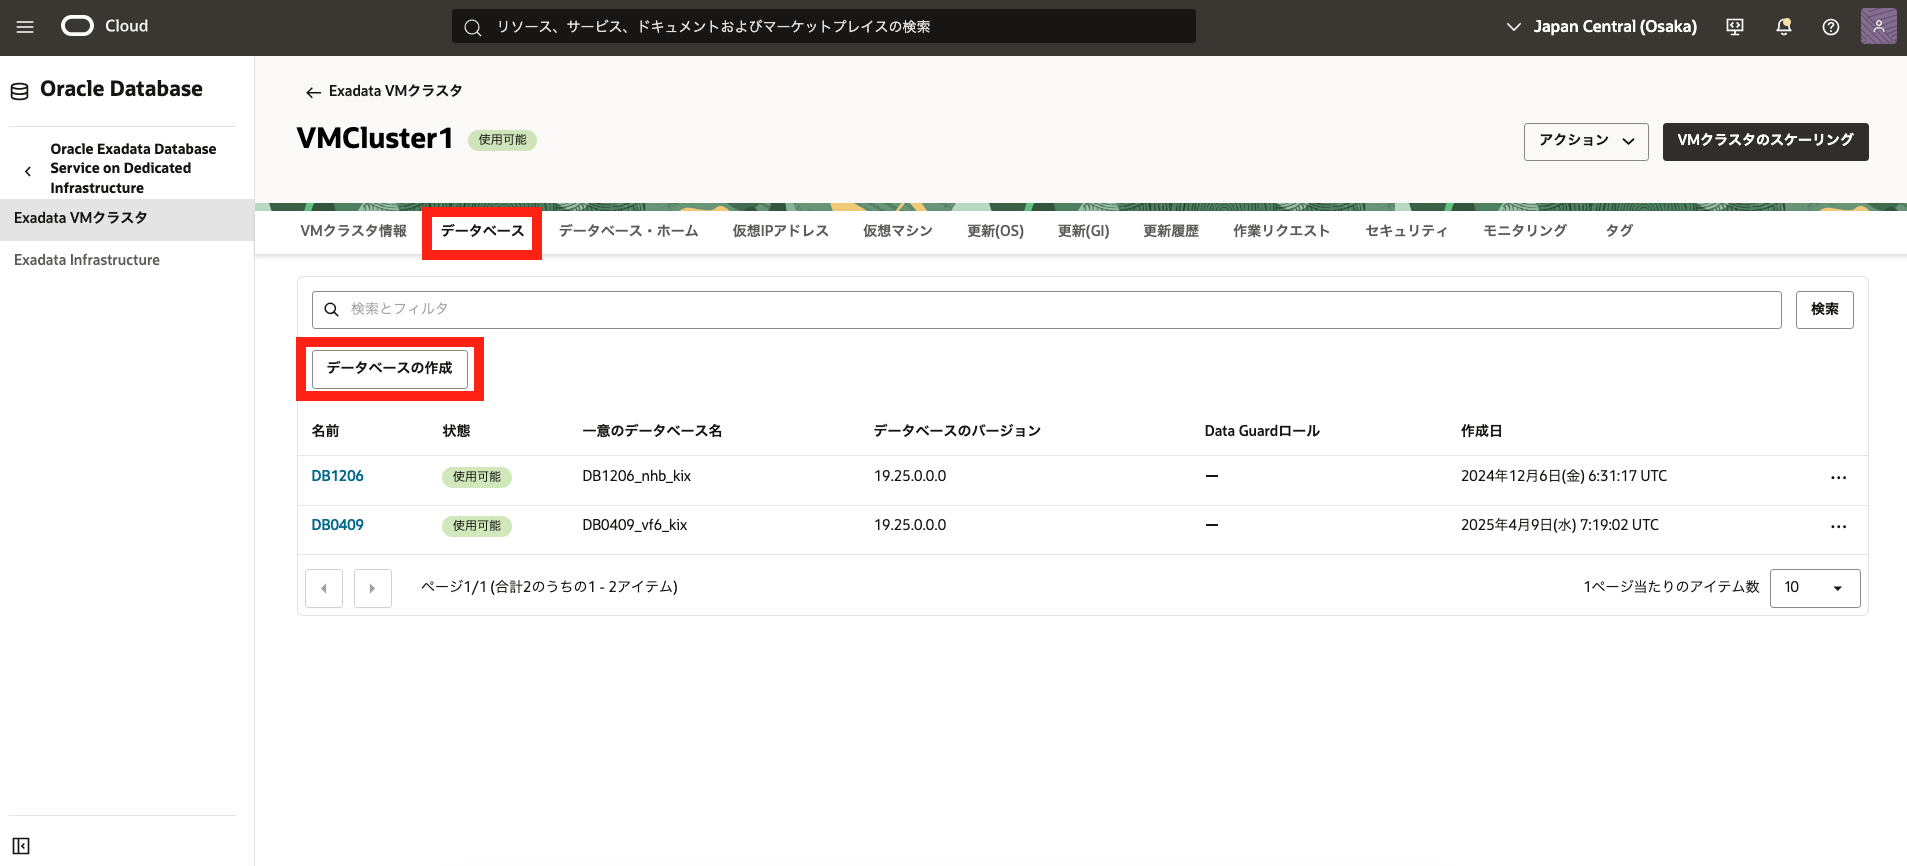 Cloud
リソース、サービス、ドキュメントおよびマーケットプレイスの検索
Japan Central (Osaka)
Oracle Database
Oracle Exadata Database
Service on Dedicated
Infrastructure
Exadata VMクラスタ
Exadata Infrastructure
Exadata VMクラスタ
VMCluster1 使用可能
アクション
VMクラスタのスケーリング
VMクラスタ情報 データベース データベース・ホーム 仮想IPアドレス 仮想マシン 更新(OS) 更新(GI) 更新履歴 作業リクエスト セキュリティ モニタリング タグ
検索とフィルタ
検索
データベースの作成
名前 状態 一意のデータベース名 データベースのバージョン Data Guardロール 作成日
DB1206 使用可能 DB1206_nhb_kix 19.25.0.0.0 — 2024年12月6日(金) 6:31:17 UTC
DB0409 使用可能 DB0409_vf6_kix 19.25.0.0.0 — 2025年4月9日(水) 7:19:02 UTC
ページ1/1 (合計2のうちの1 - 2アイテム)
1ページ当たりのアイテム数 10